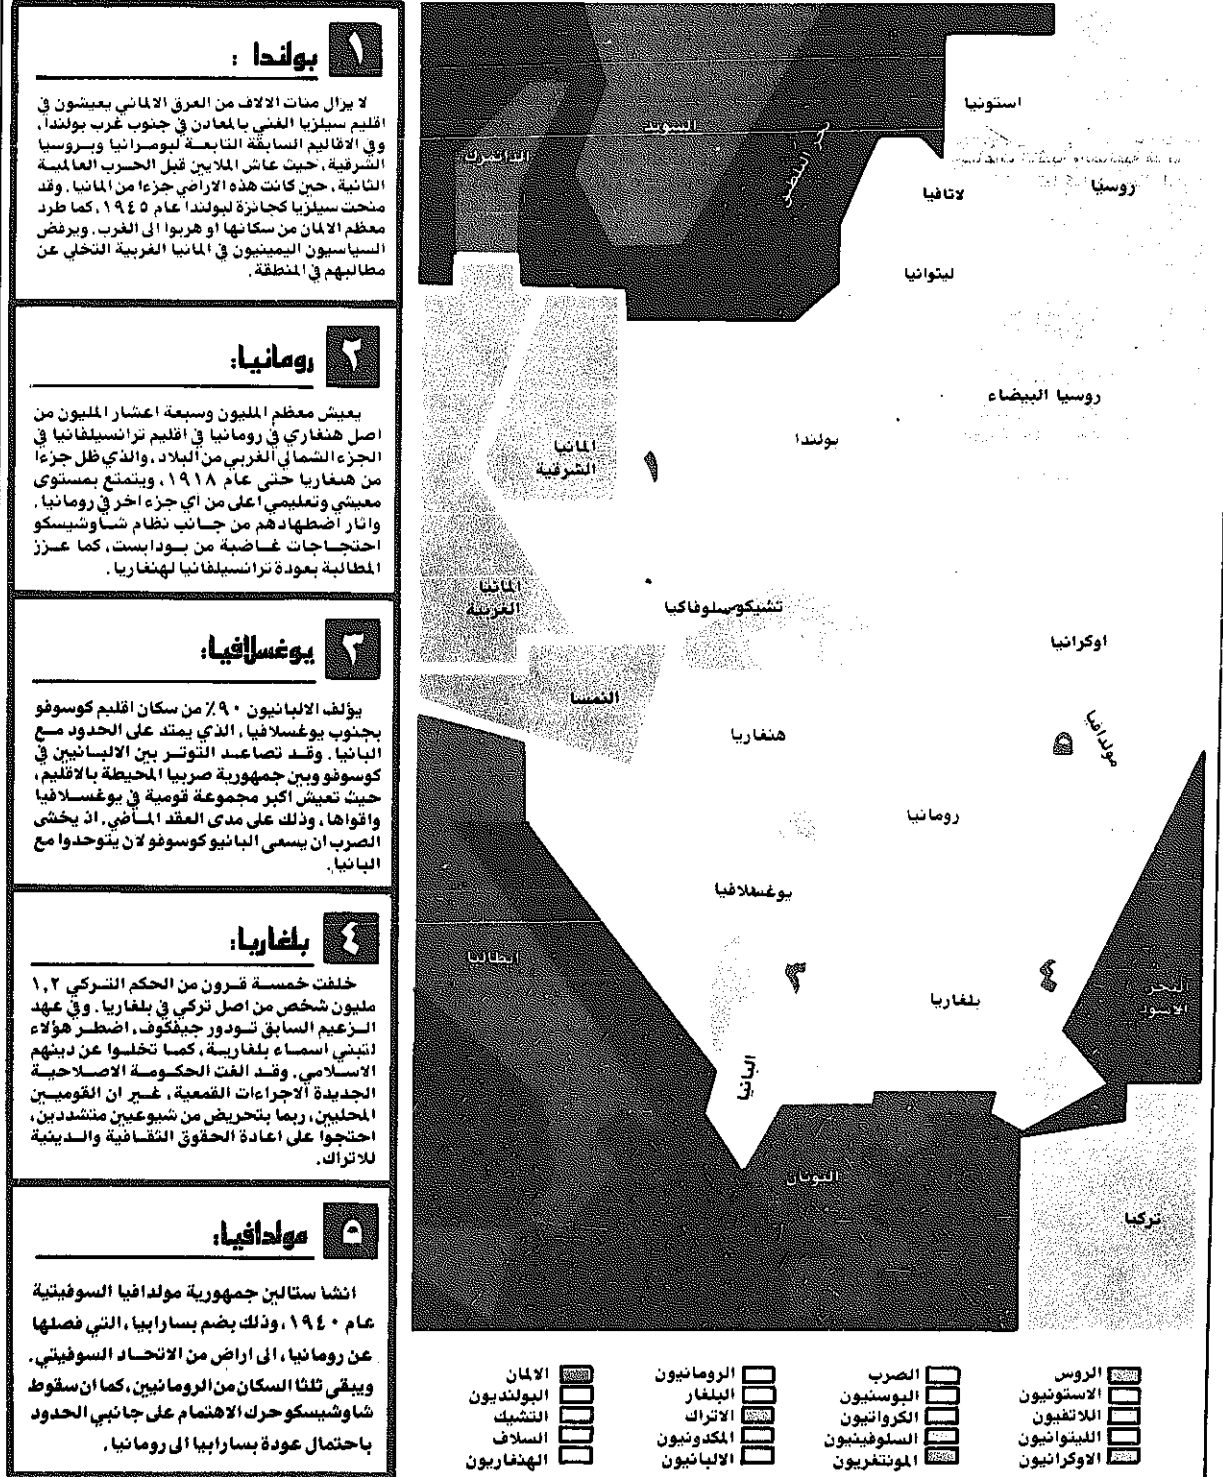 ١
بولندا :
لا يزال مئات الالاف من العرق الالماني يعيشون في
اقليم سيلزيا الغني بالمعادن في جنوب غرب بولندا،
وفي الاقاليم السابقة التابعة لبومرانيا وبروسيا
الشرقية، حيث عاش الملايين قبل الحرب العالمية
الثانية، حين كانت هذه الاراضي جزءا من المانيا. وقد
منحت سيلزيا كجائزة لبولندا عام ١٩٤٥، كما طرد
معظم الالمان من سكانها او هربوا الى الغرب. ويرفض
السياسيون اليمينيون في المانيا الغربية التخلي عن
مطالبهم في المنطقة.
٢
رومانيا:
يعيش معظم المليون وسبعة اعشار المليون من
اصل هنغاري في رومانيا في اقليم ترانسيلفانيا في
الجزء الشمالي الغربي من البلاد، والذي ظل جزءا
من هنغاريا حتى عام ١٩١٨، ويتمتع بمستوى
معيشي وتعليمي اعلى من أي جزء اخر في رومانيا.
واثار اضطهادهم من جانب نظام شاوشيسكو
احتجاجات غاضبة من بودابست، كما عزز
المطالبة بعودة ترانسيلفانيا لهنغاريا.
٣
يوغسلافيا:
يؤلف الالبانيون ٩٠٪ من سكان اقليم كوسوفو
بجنوب يوغسلافيا، الذي يمتد على الحدود مع
البانيا. وقد تصاعد التوتر بين الالبانيين في
كوسوفو وبين جمهورية صربيا المحيطة بالاقليم،
حيث تعيش اكبر مجموعة قومية في يوغسلافيا
واقواها، وذلك على مدى العقد الماضي. اذ يخشى
الصرب ان يسعى البانيو كوسوفو لان يتوحدوا مع
البانيا.
٤
بلغاريا:
خلفت خمسة قرون من الحكم التركي ١,٢
مليون شخص من اصل تركي في بلغاريا. وفي عهد
الزعيم السابق تودور جيفكوف، اضطر هؤلاء
لتبني اسماء بلغارية، كما تخلوا عن دينهم
الاسلامي. وقد الغت الحكومة الاصلاحية
الجديدة الاجراءات القمعية، غير ان القوميين
المحليين، ربما بتحريض من شيوعيين متشددين،
احتجوا على اعادة الحقوق الثقافية والدينية
للاتراك.
٥
مولدافيا:
انشا ستالين جمهورية مولدافيا السوفيتية
عام ١٩٤٠، وذلك بضم بسارابيا، التي فصلها
عن رومانيا، الى اراض من الاتحاد السوفيتي.
ويبقى ثلثا السكان من الرومانيين، كما ان سقوط
شاوشيسكو حرك الاهتمام على جانبي الحدود
باحتمال عودة بسارابيا الى رومانيا.
استونيا
السويد
الدانمرك
روسيا
لاتافيا
ليتوانيا
روسيا البيضاء
بولندا
المانيا
الشرقية
١
المانيا
الغربية
تشيكوسلوفاكيا
اوكرانيا
النمسا
هنغاريا
مولدافيا
٥
رومانيا
يوغسلافيا
ايطاليا
٣
٤
البحر
الاسود
بلغاريا
البانيا
اليونان
تركيا
الروس
الاستونيون
اللاتفيون
الليتوانيون
الاوكرانيون
الصرب
البوسنيون
الكرواتيون
السلوفينيون
المونتنغريون
الرومانيون
البلغار
الاتراك
المكدونيون
الالبانيون
الالمان
البولنديون
التشيك
السلاف
الهنغاريون